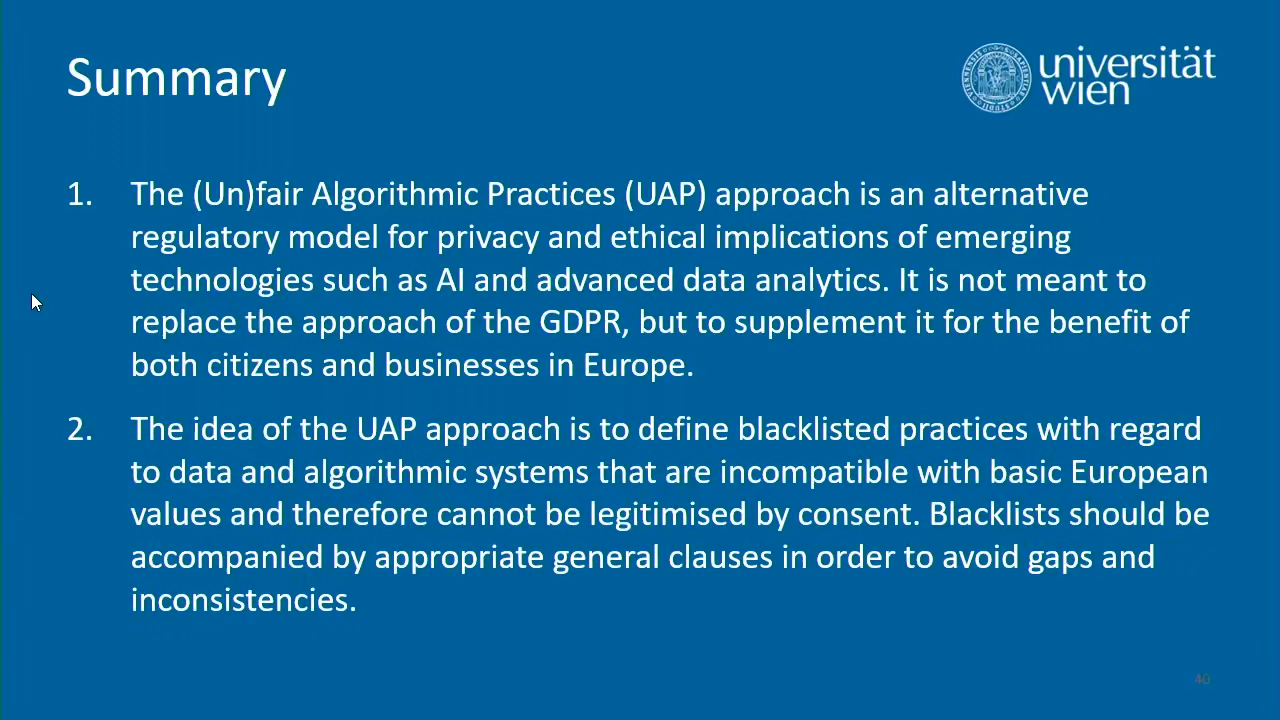 Summary
universität
wien
1. The (Un)fair Algorithmic Practices (UAP) approach is an alternative
regulatory model for privacy and ethical implications of emerging
technologies such as AI and advanced data analytics. It is not meant to
replace the approach of the GDPR, but to supplement it for the benefit of
both citizens and businesses in Europe.
2. The idea of the UAP approach is to define blacklisted practices with regard
to data and algorithmic systems that are incompatible with basic European
values and therefore cannot be legitimised by consent. Blacklists should be
accompanied by appropriate general clauses in order to avoid gaps and
inconsistencies.
40